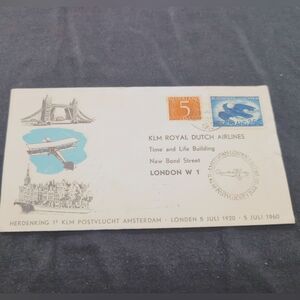 5
NEDERLAND
KLM ROYAL DUTCH AIRLINES
Time and Life Building
New Bond Street
LONDON W 1
HERDENKING 1e KLM POSTVLUCHT AMSTERDAM - LONDEN 5 JULI 1920 - 5 JULI 1960